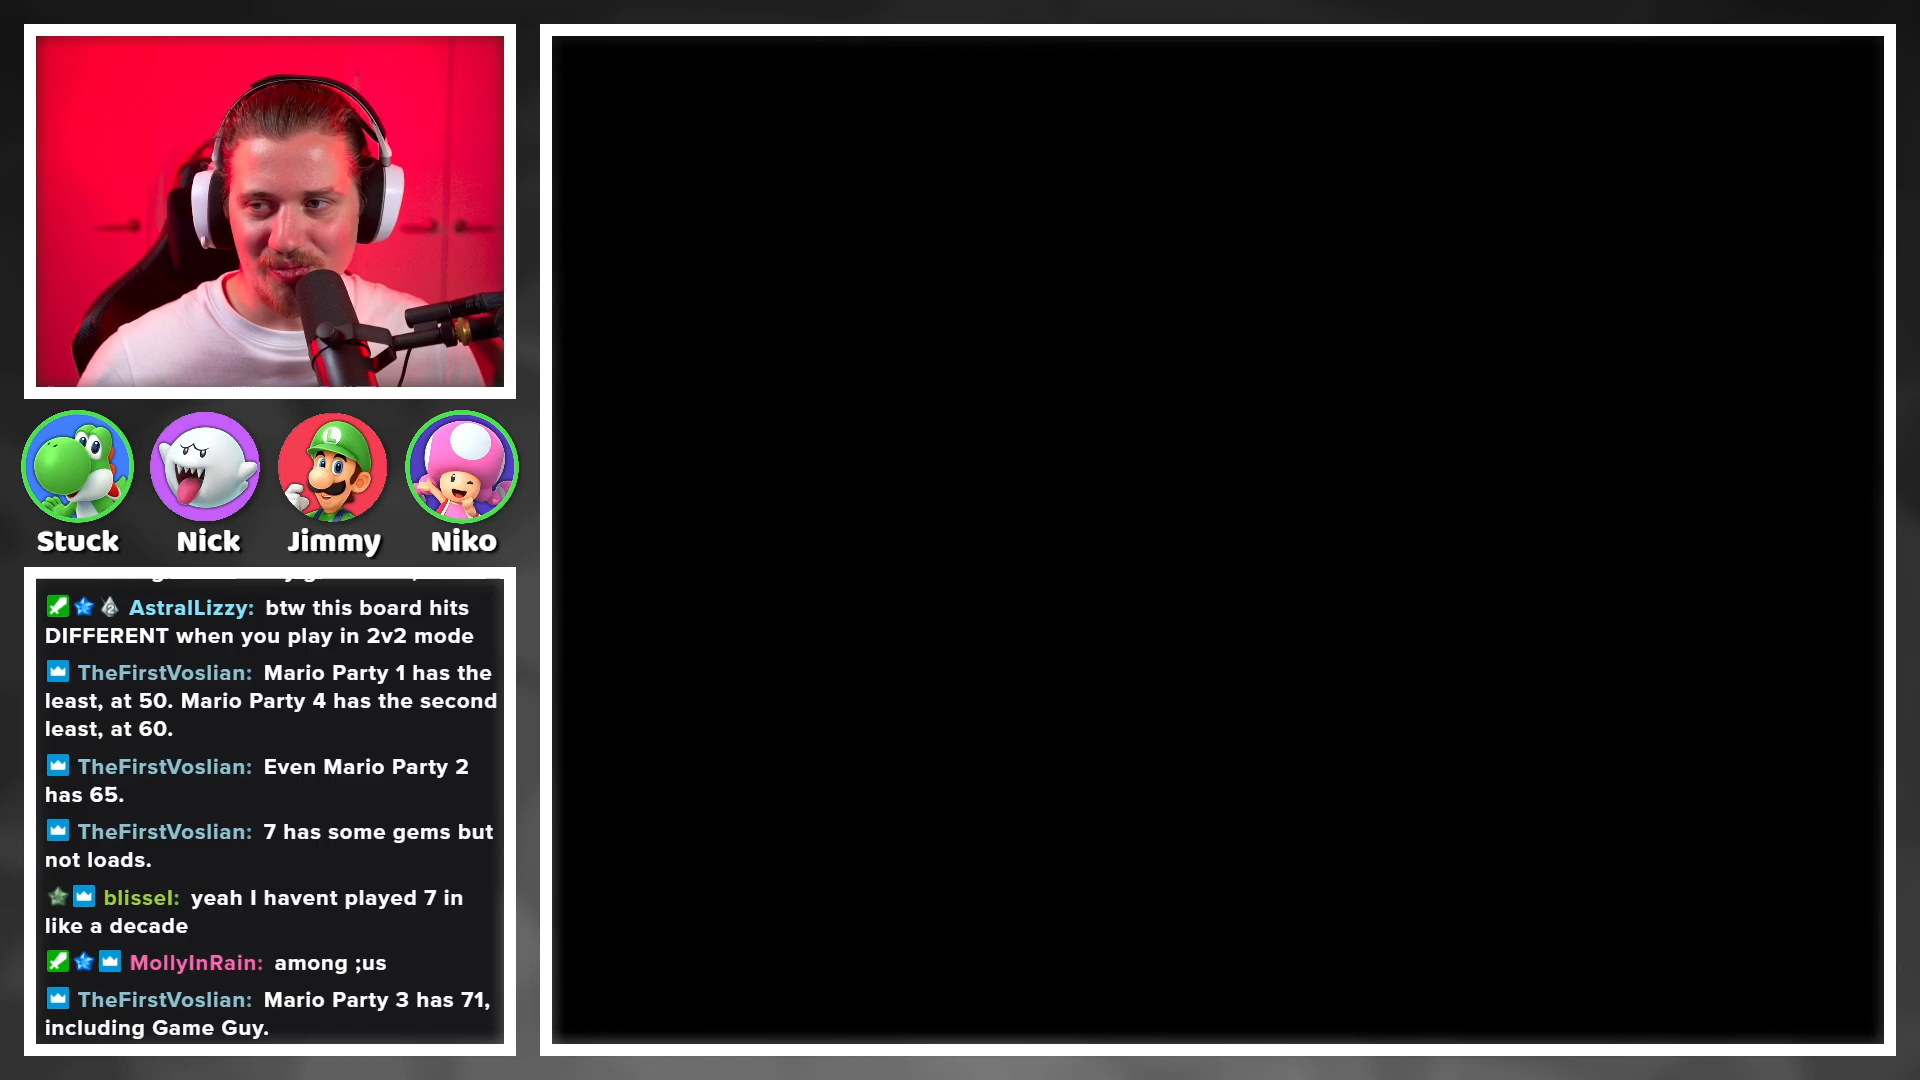 Stuck Nick Jimmy Niko
AstralLizzy: btw this board hits
DIFFERENT when you play in 2v2 mode
TheFirstVoslian: Mario Party 1 has the
least, at 50. Mario Party 4 has the second
least, at 60.
TheFirstVoslian: Even Mario Party 2
has 65.
TheFirstVoslian: 7 has some gems but
not loads.
blissel: yeah I havent played 7 in
like a decade
MollyInRain: among ;us
TheFirstVoslian: Mario Party 3 has 71,
including Game Guy.